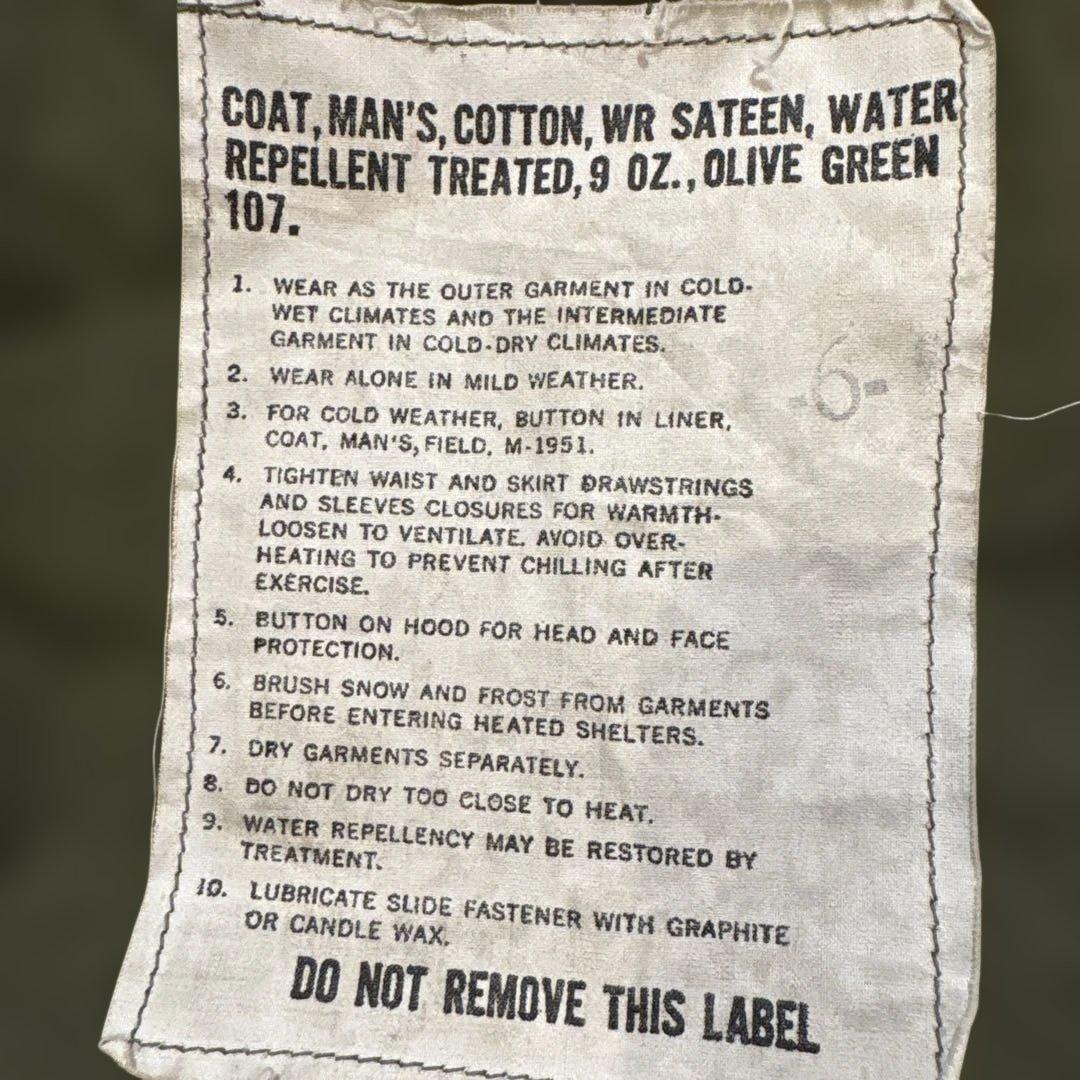 COAT, MAN'S, COTTON, WR SATEEN, WATER
REPELLENT TREATED, 9 OZ., OLIVE GREEN
107.
1. WEAR AS THE OUTER GARMENT IN COLD-
WET CLIMATES AND THE INTERMEDIATE
GARMENT IN COLD-DRY CLIMATES.
2. WEAR ALONE IN MILD WEATHER.
-6-
3. FOR COLD WEATHER, BUTTON IN LINER,
COAT, MAN'S, FIELD, M-1951.
4. TIGHTEN WAIST AND SKIRT DRAWSTRINGS
AND SLEEVES CLOSURES FOR WARMTH-
LOOSEN TO VENTILATE. AVOID OVER-
HEATING TO PREVENT CHILLING AFTER
EXERCISE.
5. BUTTON ON HOOD FOR HEAD AND FACE
PROTECTION.
6. BRUSH SNOW AND FROST FROM GARMENTS
BEFORE ENTERING HEATED SHELTERS.
7. DRY GARMENTS SEPARATELY.
8. DO NOT DRY TOO CLOSE TO HEAT.
9. WATER REPELLENCY MAY BE RESTORED BY
TREATMENT.
10. LUBRICATE SLIDE FASTENER WITH GRAPHITE
OR CANDLE WAX.
DO NOT REMOVE THIS LABEL